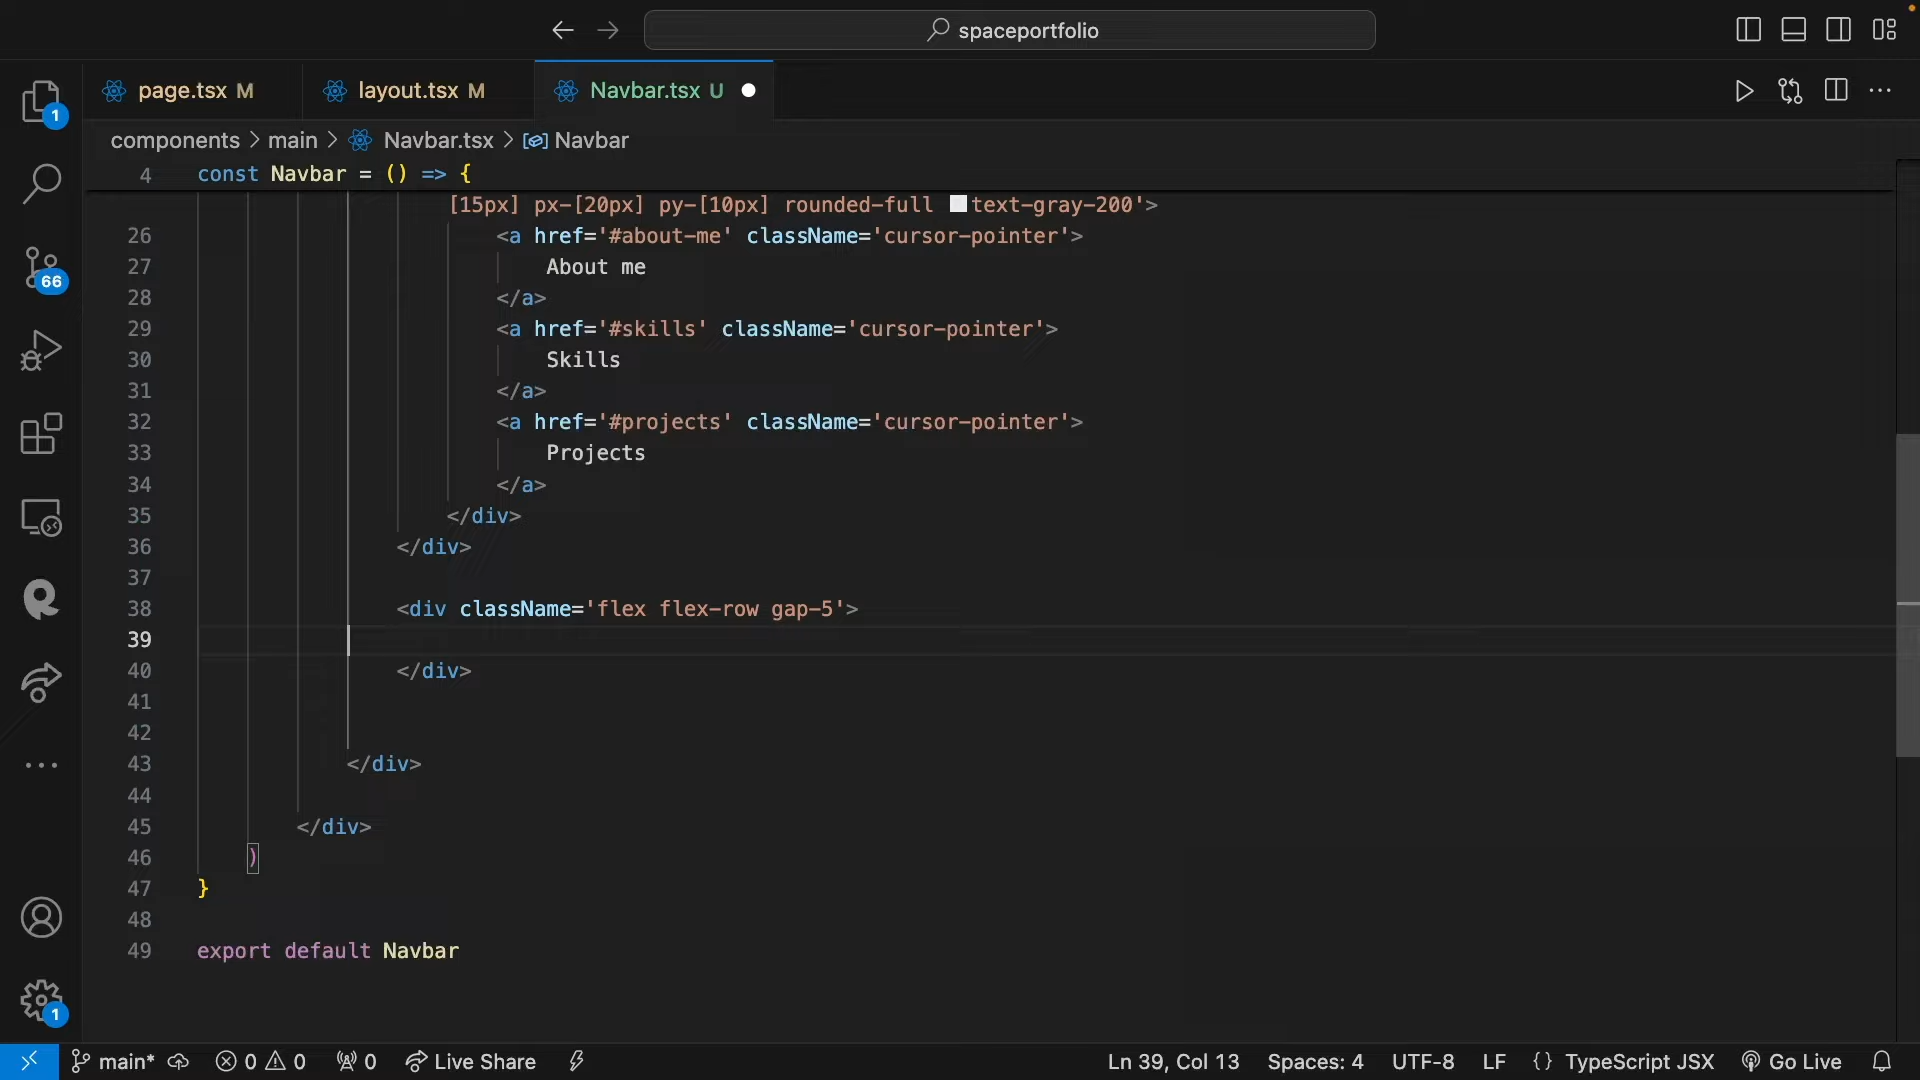 spaceportfolio
page.tsx M
layout.tsx M
Navbar.tsx U
components > main > Navbar.tsx > Navbar
4 const Navbar = () => {
[15px] px-[20px] py-[10px] rounded-full text-gray-200'>
26 <a href='#about-me' className='cursor-pointer'>
27 About me
28 </a>
29 <a href='#skills' className='cursor-pointer'>
30 Skills
31 </a>
32 <a href='#projects' className='cursor-pointer'>
33 Projects
34 </a>
35 </div>
36 </div>
37
38 <div className='flex flex-row gap-5'>
39
40 </div>
41
42
43 </div>
44
45 </div>
46 )
47 }
48
49 export default Navbar
1
66
1
main* 0 0 0 Live Share Ln 39, Col 13 Spaces: 4 UTF-8 LF {} TypeScript JSX Go Live